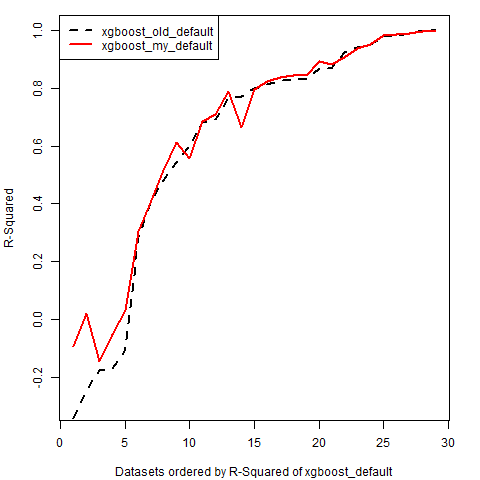 xgboost_old_default
xgboost_my_default
1.0
0.8
0.6
0.4
0.2
0.0
-0.2
R-Squared
0 5 10 15 20 25 30
Datasets ordered by R-Squared of xgboost_default